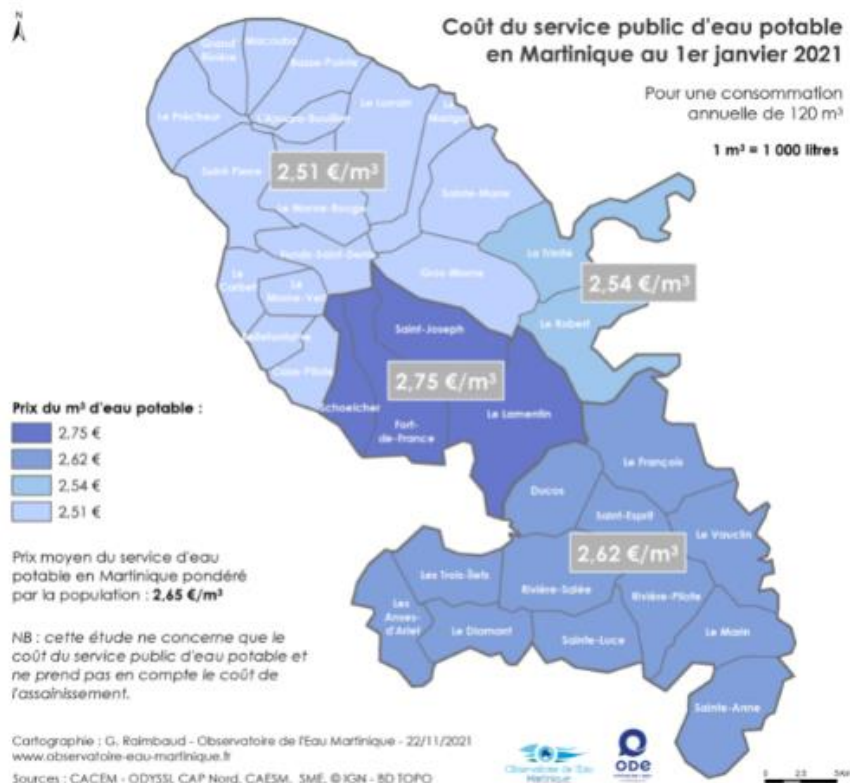 N
Coût du service public d'eau potable
en Martinique au 1er janvier 2021
Pour une consommation
annuelle de 120 m³
1 m³ = 1 000 litres
Grand'
Rivière
Macouba
Basse-Pointe
Le Lorrain
Le
Marigot
Le Prêcheur
L'Ajoupa-Bouillon
Saint-Pierre
2,51 €/m³
Sainte-Marie
Le Morne-Rouge
Fonds-Saint-Denis
La Trinité
Gros-Morne
2,54 €/m³
Le
Carbet
Le
Morne-Vert
Saint-Joseph
Le Robert
Bellefontaine
Case-Pilote
2,75 €/m³
Schoelcher
Le Lamentin
Fort-
de-France
Prix du m³ d'eau potable :
2,75 €
2,62 €
2,54 €
2,51 €
Le François
Ducos
Saint-Esprit
Le Vauclin
2,62 €/m³
Les Trois-Îlets
Rivière-Salée
Rivière-Pilote
Les
Anses-
d'Arlet
Le Diamant
Sainte-Luce
Le Marin
Sainte-Anne
Prix moyen du service d'eau
potable en Martinique pondéré
par la population : 2,65 €/m³
NB : cette étude ne concerne que le
coût du service public d'eau potable et
ne prend pas en compte le coût de
l'assainissement.
Cartographie : G. Raimbaud - Observatoire de l'Eau Martinique - 22/11/2021
www.observatoire-eau-martinique.fr
Sources : CACEM - ODYSSI, CAP Nord, CAESM, SME, © IGN - BD TOPO
Observatoire de l'Eau
Martinique
ODE